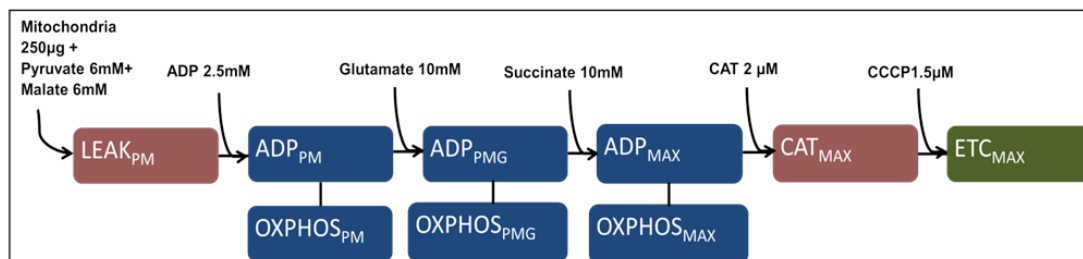 Mitochondria
250µg +
Pyruvate 6mM+
Malate 6mM
ADP 2.5mM
Glutamate 10mM
Succinate 10mM
CAT 2 µM
CCCP1.5µM
LEAKPM
ADPPM
ADPPMG
ADPMAX
CATMAX
ETCMAX
OXPHOSPM
OXPHOSPMG
OXPHOSMAX